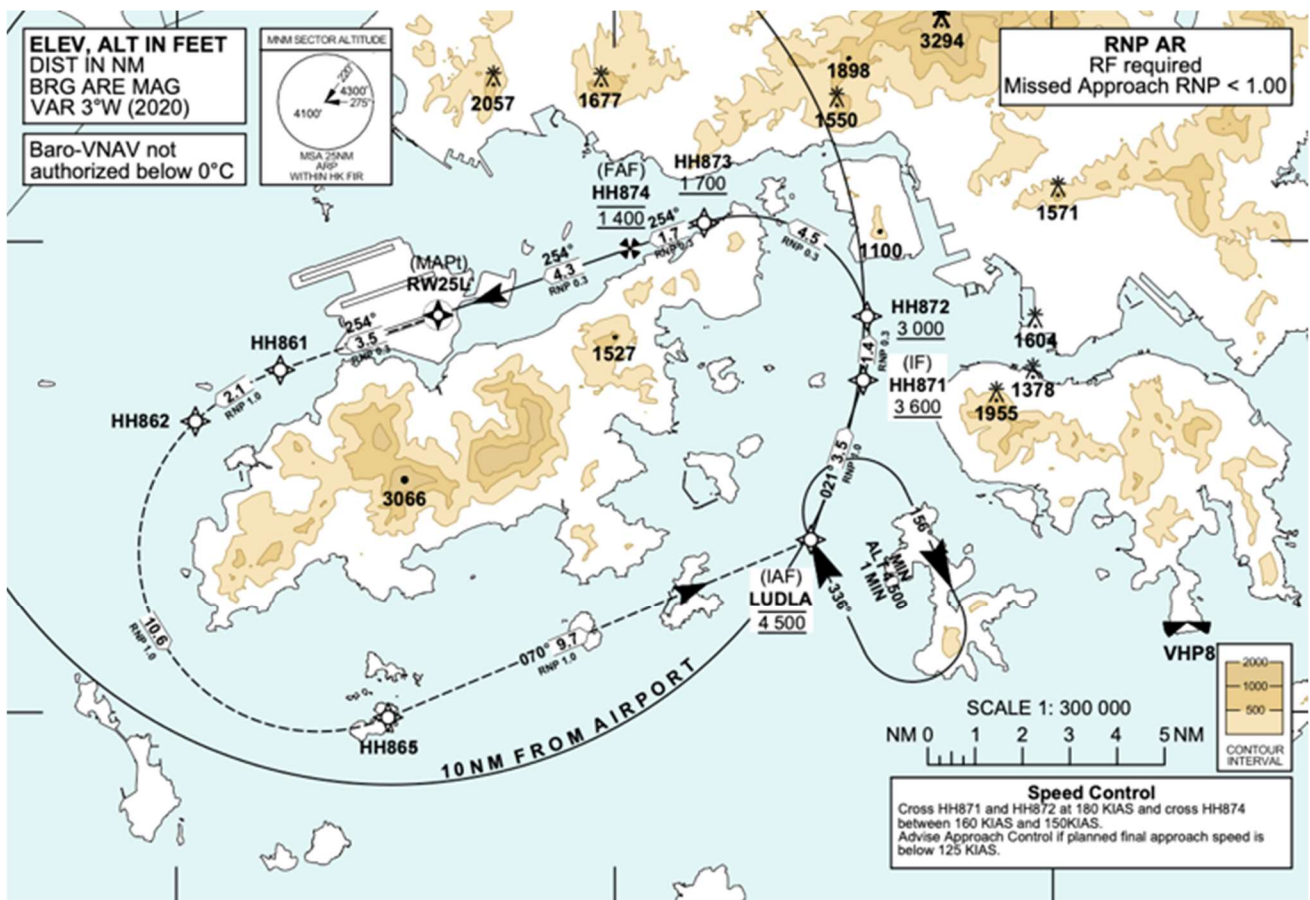 ELEV, ALT IN FEET
DIST IN NM
BRG ARE MAG
VAR 3°W (2020)
Baro-VNAV not
authorized below 0°C
MNM SECTOR ALTITUDE
220°
4300'
275°
4100'
MSA 25NM
ARP
WITHIN HK FIR
2057
1677
1898
1550
3294
RNP AR
RF required
Missed Approach RNP < 1.00
1571
1100
HH873
1 700
(FAF)
HH874
1 400
254°
1.7
RNP 0.3
4.5
RNP 0.3
254°
4.3
RNP 0.3
(MAPt)
RW25L
254°
3.5
RNP 0.3
HH861
2.1
RNP 1.0
HH862
HH872
3 000
1.4
RNP 0.3
(IF)
HH871
3 600
1604
1378
1955
1527
3066
021°
3.5
156°
MIN
ALT 4 500
1 MIN
336°
(IAF)
LUDLA
4 500
10.6
RNP 1.0
070°
9.7
RNP 1.0
HH865
10NM FROM AIRPORT
VHP8
SCALE 1: 300 000
NM 0 1 2 3 4 5 NM
2000
1000
500
CONTOUR
INTERVAL
Speed Control
Cross HH871 and HH872 at 180 KIAS and cross HH874
between 160 KIAS and 150KIAS.
Advise Approach Control if planned final approach speed is
below 125 KIAS.